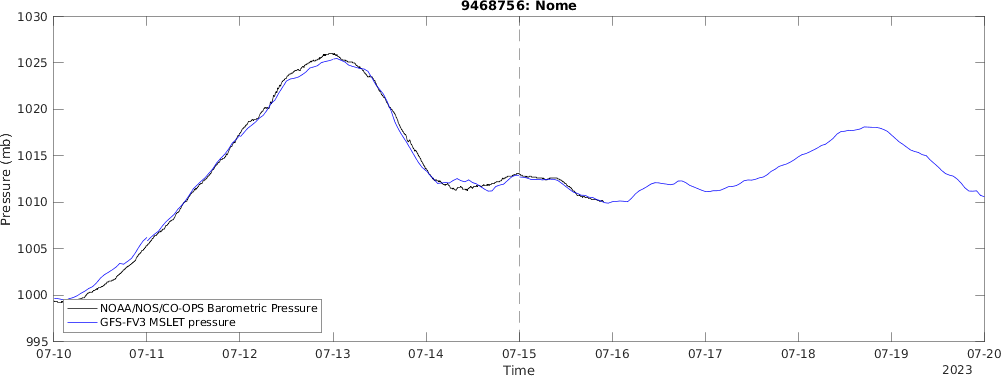 9468756: Nome
1030
1025
1020
1015
1010
1005
1000
995
Pressure (mb)
NOAA/NOS/CO-OPS Barometric Pressure
GFS-FV3 MSLET pressure
07-10 07-11 07-12 07-13 07-14 07-15 07-16 07-17 07-18 07-19 07-20
Time
2023